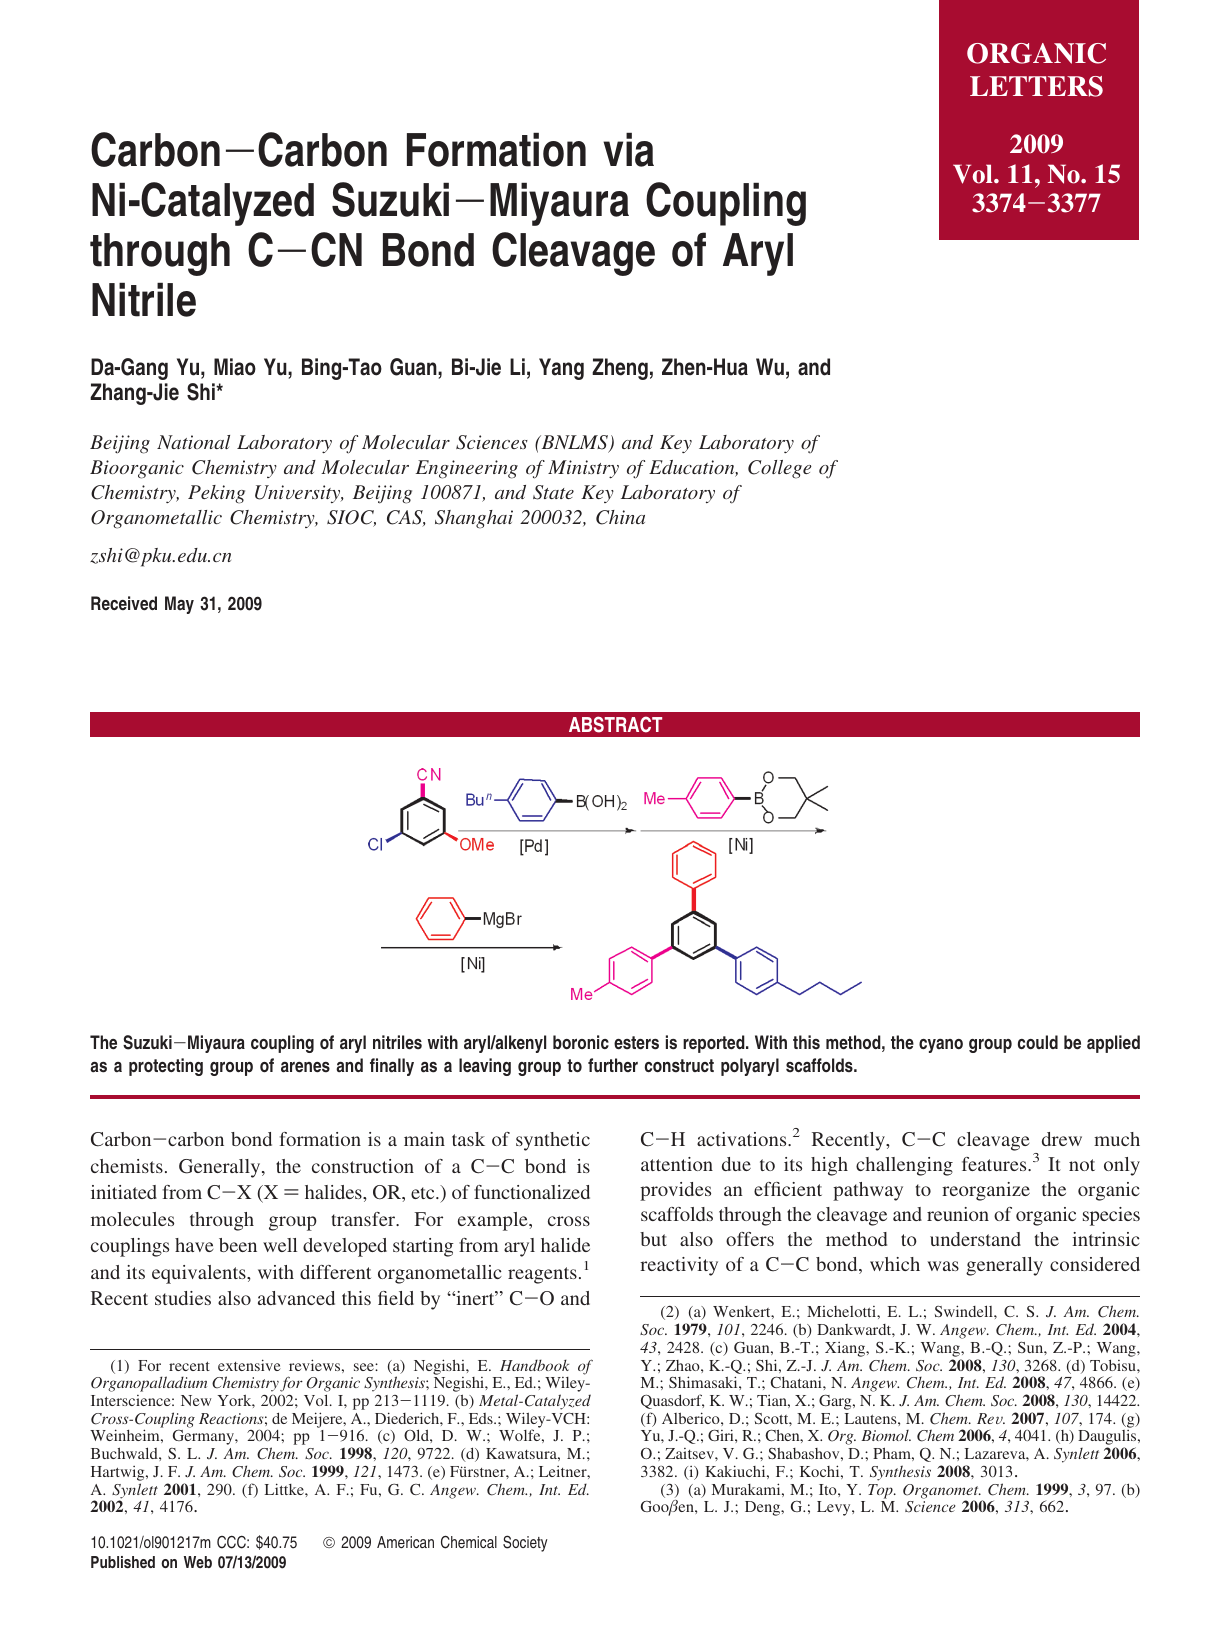 ORGANIC
LETTERS
2009
Vol. 11, No. 15
3374−3377
Carbon−Carbon Formation via
Ni-Catalyzed Suzuki−Miyaura Coupling
through C−CN Bond Cleavage of Aryl
Nitrile
Da-Gang Yu, Miao Yu, Bing-Tao Guan, Bi-Jie Li, Yang Zheng, Zhen-Hua Wu, and
Zhang-Jie Shi*
Beijing National Laboratory of Molecular Sciences (BNLMS) and Key Laboratory of
Bioorganic Chemistry and Molecular Engineering of Ministry of Education, College of
Chemistry, Peking University, Beijing 100871, and State Key Laboratory of
Organometallic Chemistry, SIOC, CAS, Shanghai 200032, China
zshi@pku.edu.cn
Received May 31, 2009
ABSTRACT
CN
Cl
OMe
Buⁿ
B(OH)₂
[Pd]
Me
B
O
O
[Ni]
MgBr
[Ni]
Me
The Suzuki−Miyaura coupling of aryl nitriles with aryl/alkenyl boronic esters is reported. With this method, the cyano group could be applied
as a protecting group of arenes and finally as a leaving group to further construct polyaryl scaffolds.
Carbon−carbon bond formation is a main task of synthetic
chemists. Generally, the construction of a C−C bond is
initiated from C−X (X = halides, OR, etc.) of functionalized
molecules through group transfer. For example, cross
couplings have been well developed starting from aryl halide
and its equivalents, with different organometallic reagents.¹
Recent studies also advanced this field by “inert” C−O and
(1) For recent extensive reviews, see: (a) Negishi, E. Handbook of
Organopalladium Chemistry for Organic Synthesis; Negishi, E., Ed.; Wiley-
Interscience: New York, 2002; Vol. I, pp 213−1119. (b) Metal-Catalyzed
Cross-Coupling Reactions; de Meijere, A., Diederich, F., Eds.; Wiley-VCH:
Weinheim, Germany, 2004; pp 1−916. (c) Old, D. W.; Wolfe, J. P.;
Buchwald, S. L. J. Am. Chem. Soc. 1998, 120, 9722. (d) Kawatsura, M.;
Hartwig, J. F. J. Am. Chem. Soc. 1999, 121, 1473. (e) Fürstner, A.; Leitner,
A. Synlett 2001, 290. (f) Littke, A. F.; Fu, G. C. Angew. Chem., Int. Ed.
2002, 41, 4176.
C−H activations.² Recently, C−C cleavage drew much
attention due to its high challenging features.³ It not only
provides an efficient pathway to reorganize the organic
scaffolds through the cleavage and reunion of organic species
but also offers the method to understand the intrinsic
reactivity of a C−C bond, which was generally considered
(2) (a) Wenkert, E.; Michelotti, E. L.; Swindell, C. S. J. Am. Chem.
Soc. 1979, 101, 2246. (b) Dankwardt, J. W. Angew. Chem., Int. Ed. 2004,
43, 2428. (c) Guan, B.-T.; Xiang, S.-K.; Wang, B.-Q.; Sun, Z.-P.; Wang,
Y.; Zhao, K.-Q.; Shi, Z.-J. J. Am. Chem. Soc. 2008, 130, 3268. (d) Tobisu,
M.; Shimasaki, T.; Chatani, N. Angew. Chem., Int. Ed. 2008, 47, 4866. (e)
Quasdorf, K. W.; Tian, X.; Garg, N. K. J. Am. Chem. Soc. 2008, 130, 14422.
(f) Alberico, D.; Scott, M. E.; Lautens, M. Chem. Rev. 2007, 107, 174. (g)
Yu, J.-Q.; Giri, R.; Chen, X. Org. Biomol. Chem 2006, 4, 4041. (h) Daugulis,
O.; Zaitsev, V. G.; Shabashov, D.; Pham, Q. N.; Lazareva, A. Synlett 2006,
3382. (i) Kakiuchi, F.; Kochi, T. Synthesis 2008, 3013.
(3) (a) Murakami, M.; Ito, Y. Top. Organomet. Chem. 1999, 3, 97. (b)
Gooβen, L. J.; Deng, G.; Levy, L. M. Science 2006, 313, 662.
10.1021/ol901217m CCC: $40.75 © 2009 American Chemical Society
Published on Web 07/13/2009